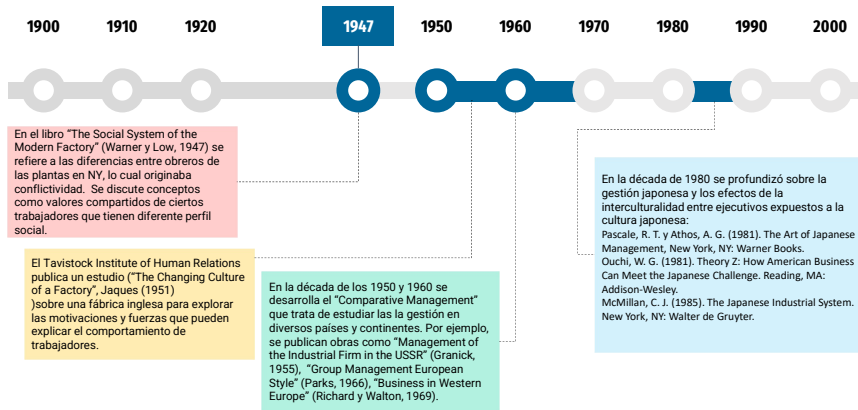 1900 1910 1920 1947 1950 1960 1970 1980 1990 2000
En el libro “The Social System of the
Modern Factory” (Warner y Low, 1947) se
refiere a las diferencias entre obreros de
las plantas en NY, lo cual originaba
conflictividad. Se discute conceptos
como valores compartidos de ciertos
trabajadores que tienen diferente perfil
social.
El Tavistock Institute of Human Relations
publica un estudio (“The Changing Culture
of a Factory”, Jaques (1951)
)sobre una fábrica inglesa para explorar
las motivaciones y fuerzas que pueden
explicar el comportamiento de
trabajadores.
En la década de los 1950 y 1960 se
desarrolla el “Comparative Management”
que trata de estudiar las la gestión en
diversos países y continentes. Por ejemplo,
se publican obras como “Management of
the Industrial Firm in the USSR” (Granick,
1955), “Group Management European
Style” (Parks, 1966), “Business in Western
Europe” (Richard y Walton, 1969).
En la década de 1980 se profundizó sobre la
gestión japonesa y los efectos de la
interculturalidad entre ejecutivos expuestos a la
cultura japonesa:
Pascale, R. T. y Athos, A. G. (1981). The Art of Japanese
Management, New York, NY: Warner Books.
Ouchi, W. G. (1981). Theory Z: How American Business
Can Meet the Japanese Challenge. Reading, MA:
Addison-Wesley.
McMillan, C. J. (1985). The Japanese Industrial System.
New York, NY: Walter de Gruyter.